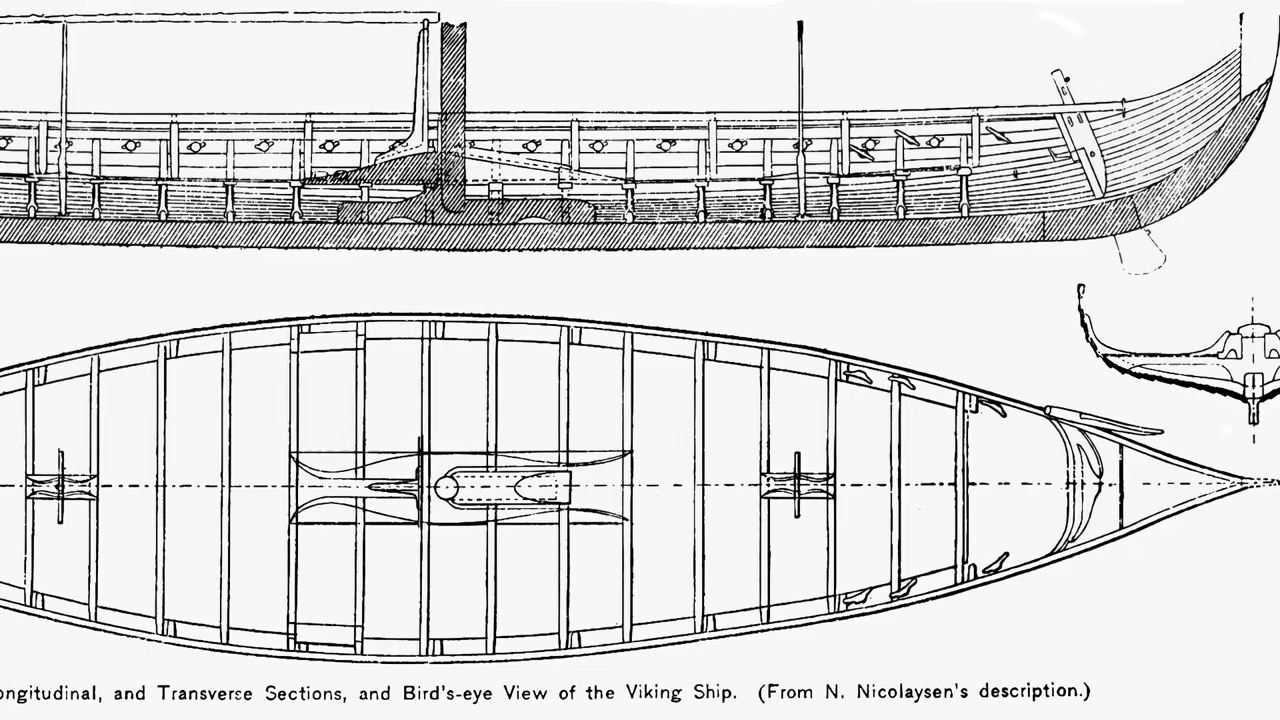 ongitudinal, and Transverse Sections, and Bird's-eye View of the Viking Ship. (From N. Nicolaysen's description.)